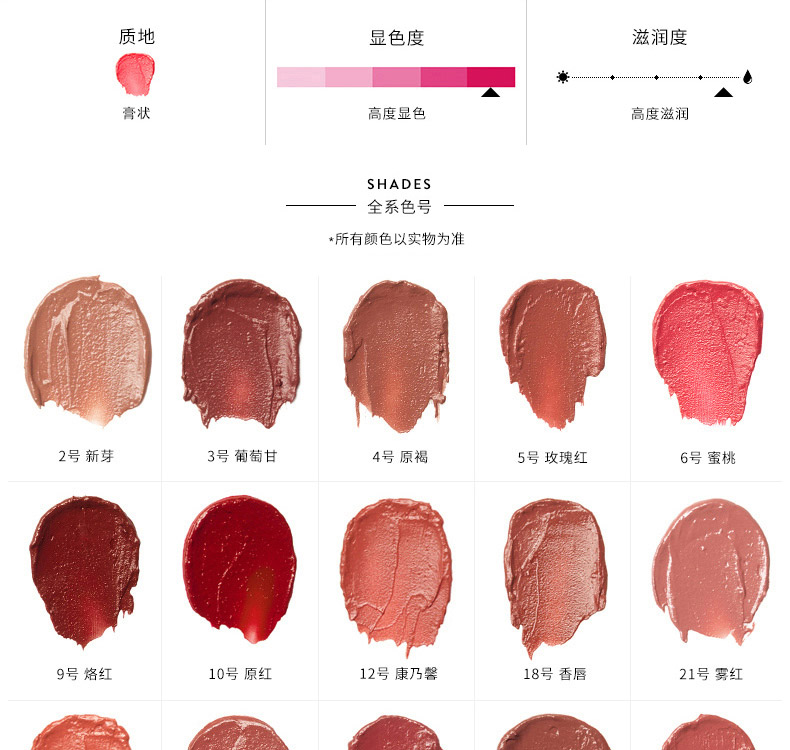 质地
显色度
滋润度
膏状
高度显色
高度滋润
SHADES
全系色号
*所有颜色以实物为准
2号 新芽
3号 葡萄甘
4号 原褐
5号 玫瑰红
6号 蜜桃
9号 烙红
10号 原红
12号 康乃馨
18号 香唇
21号 雾红